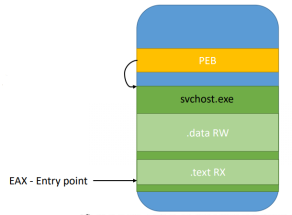 PEB
svchost.exe
.data RW
EAX - Entry point
.text RX